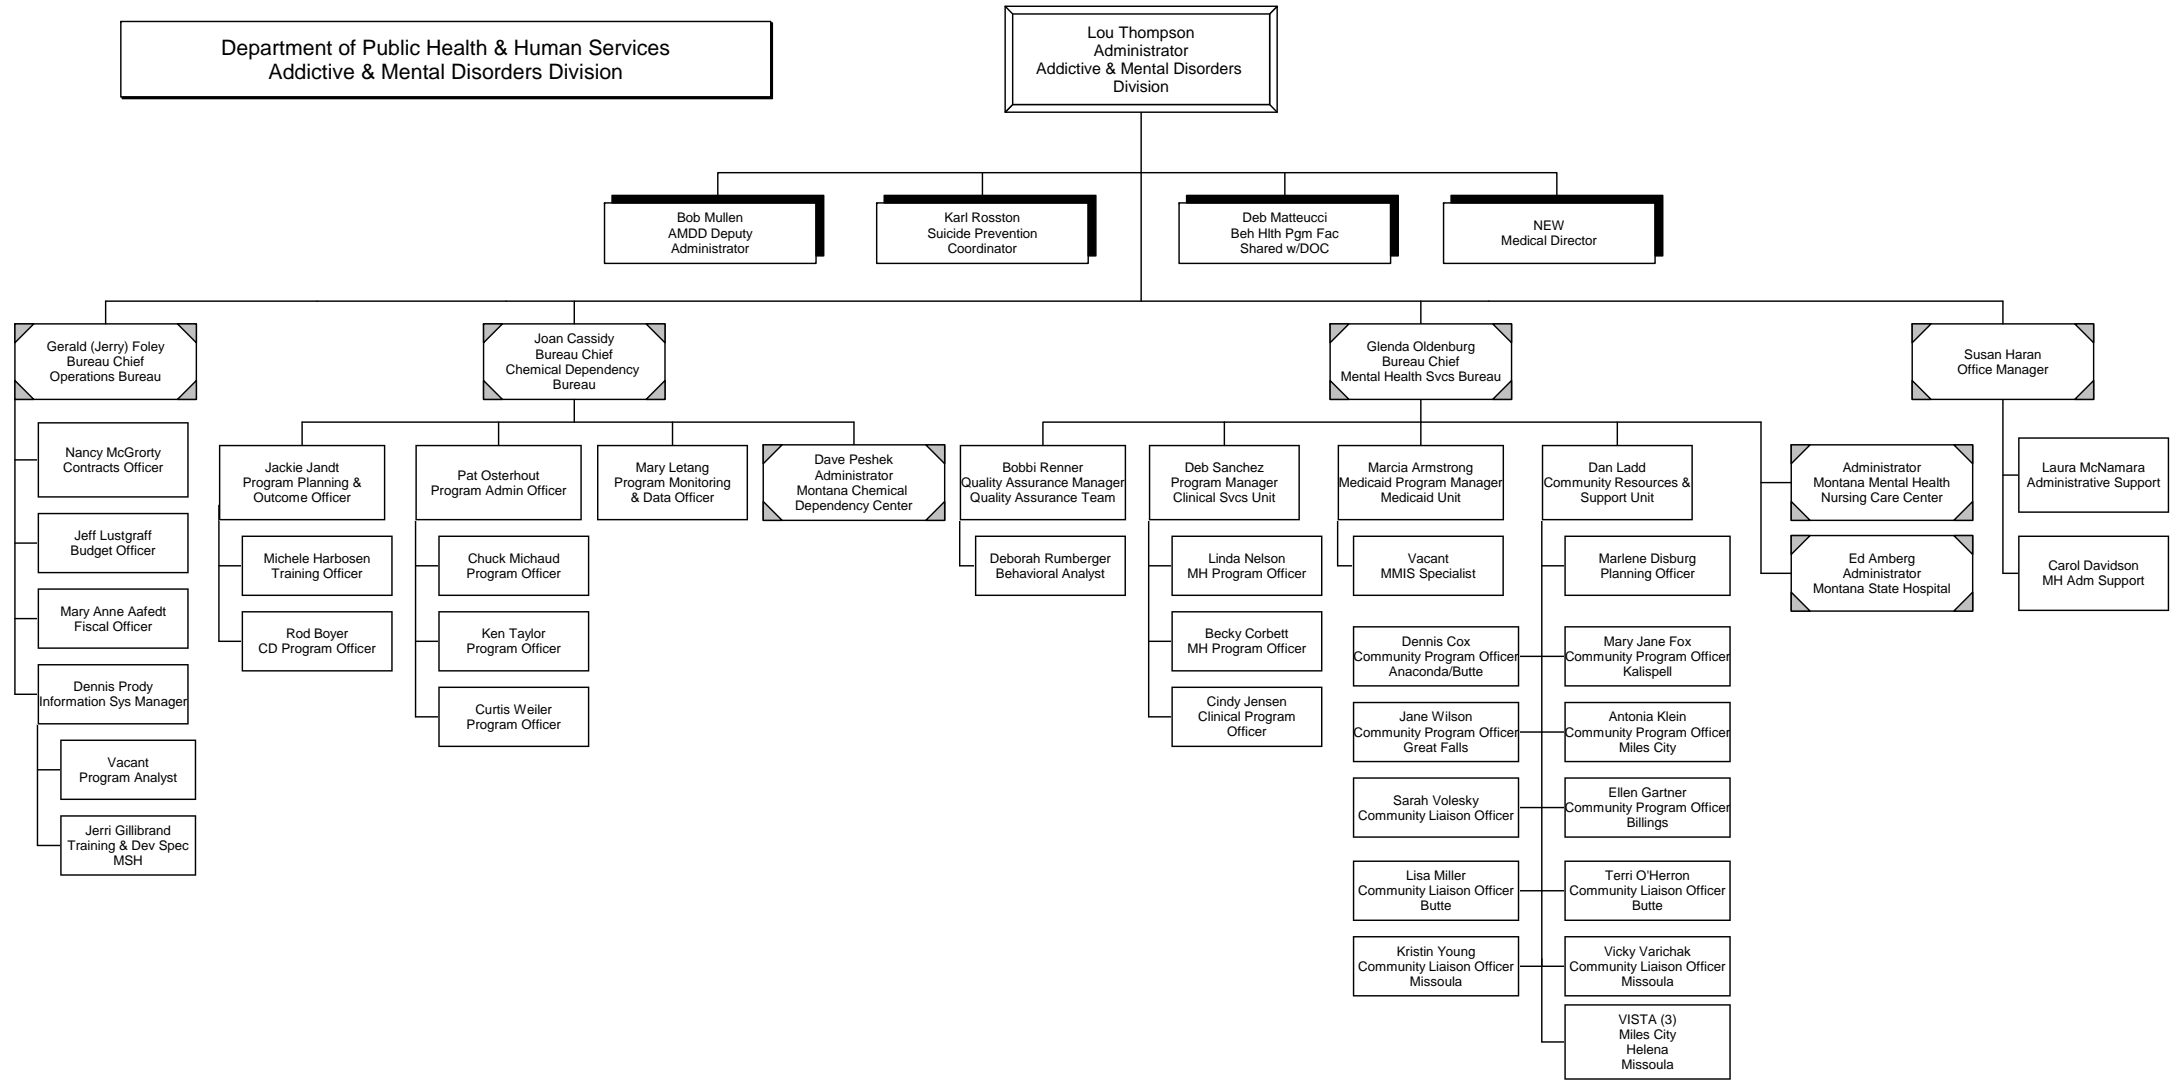 Department of Public Health & Human Services
Addictive & Mental Disorders Division
Lou Thompson
Administrator
Addictive & Mental Disorders
Division
Bob Mullen
AMDD Deputy
Administrator
Karl Rosston
Suicide Prevention
Coordinator
Deb Matteucci
Beh Hlth Pgm Fac
Shared w/DOC
NEW
Medical Director
Gerald (Jerry) Foley
Bureau Chief
Operations Bureau
Joan Cassidy
Bureau Chief
Chemical Dependency
Bureau
Glenda Oldenburg
Bureau Chief
Mental Health Svcs Bureau
Susan Haran
Office Manager
Nancy McGrorty
Contracts Officer
Jeff Lustgraff
Budget Officer
Mary Anne Aafedt
Fiscal Officer
Dennis Prody
Information Sys Manager
Vacant
Program Analyst
Jerri Gillibrand
Training & Dev Spec
MSH
Jackie Jandt
Program Planning &
Outcome Officer
Michele Harbosen
Training Officer
Rod Boyer
CD Program Officer
Pat Osterhout
Program Admin Officer
Chuck Michaud
Program Officer
Ken Taylor
Program Officer
Curtis Weiler
Program Officer
Mary Letang
Program Monitoring
& Data Officer
Dave Peshek
Administrator
Montana Chemical
Dependency Center
Bobbi Renner
Quality Assurance Manager
Quality Assurance Team
Deborah Rumberger
Behavioral Analyst
Deb Sanchez
Program Manager
Clinical Svcs Unit
Linda Nelson
MH Program Officer
Becky Corbett
MH Program Officer
Cindy Jensen
Clinical Program
Officer
Marcia Armstrong
Medicaid Program Manager
Medicaid Unit
Vacant
MMIS Specialist
Dan Ladd
Community Resources &
Support Unit
Marlene Disburg
Planning Officer
Dennis Cox
Community Program Officer
Anaconda/Butte
Mary Jane Fox
Community Program Officer
Kalispell
Jane Wilson
Community Program Officer
Great Falls
Antonia Klein
Community Program Officer
Miles City
Sarah Volesky
Community Liaison Officer
Ellen Gartner
Community Program Officer
Billings
Lisa Miller
Community Liaison Officer
Butte
Terri O'Herron
Community Liaison Officer
Butte
Kristin Young
Community Liaison Officer
Missoula
Vicky Varichak
Community Liaison Officer
Missoula
VISTA (3)
Miles City
Helena
Missoula
Administrator
Montana Mental Health
Nursing Care Center
Ed Amberg
Administrator
Montana State Hospital
Laura McNamara
Administrative Support
Carol Davidson
MH Adm Support